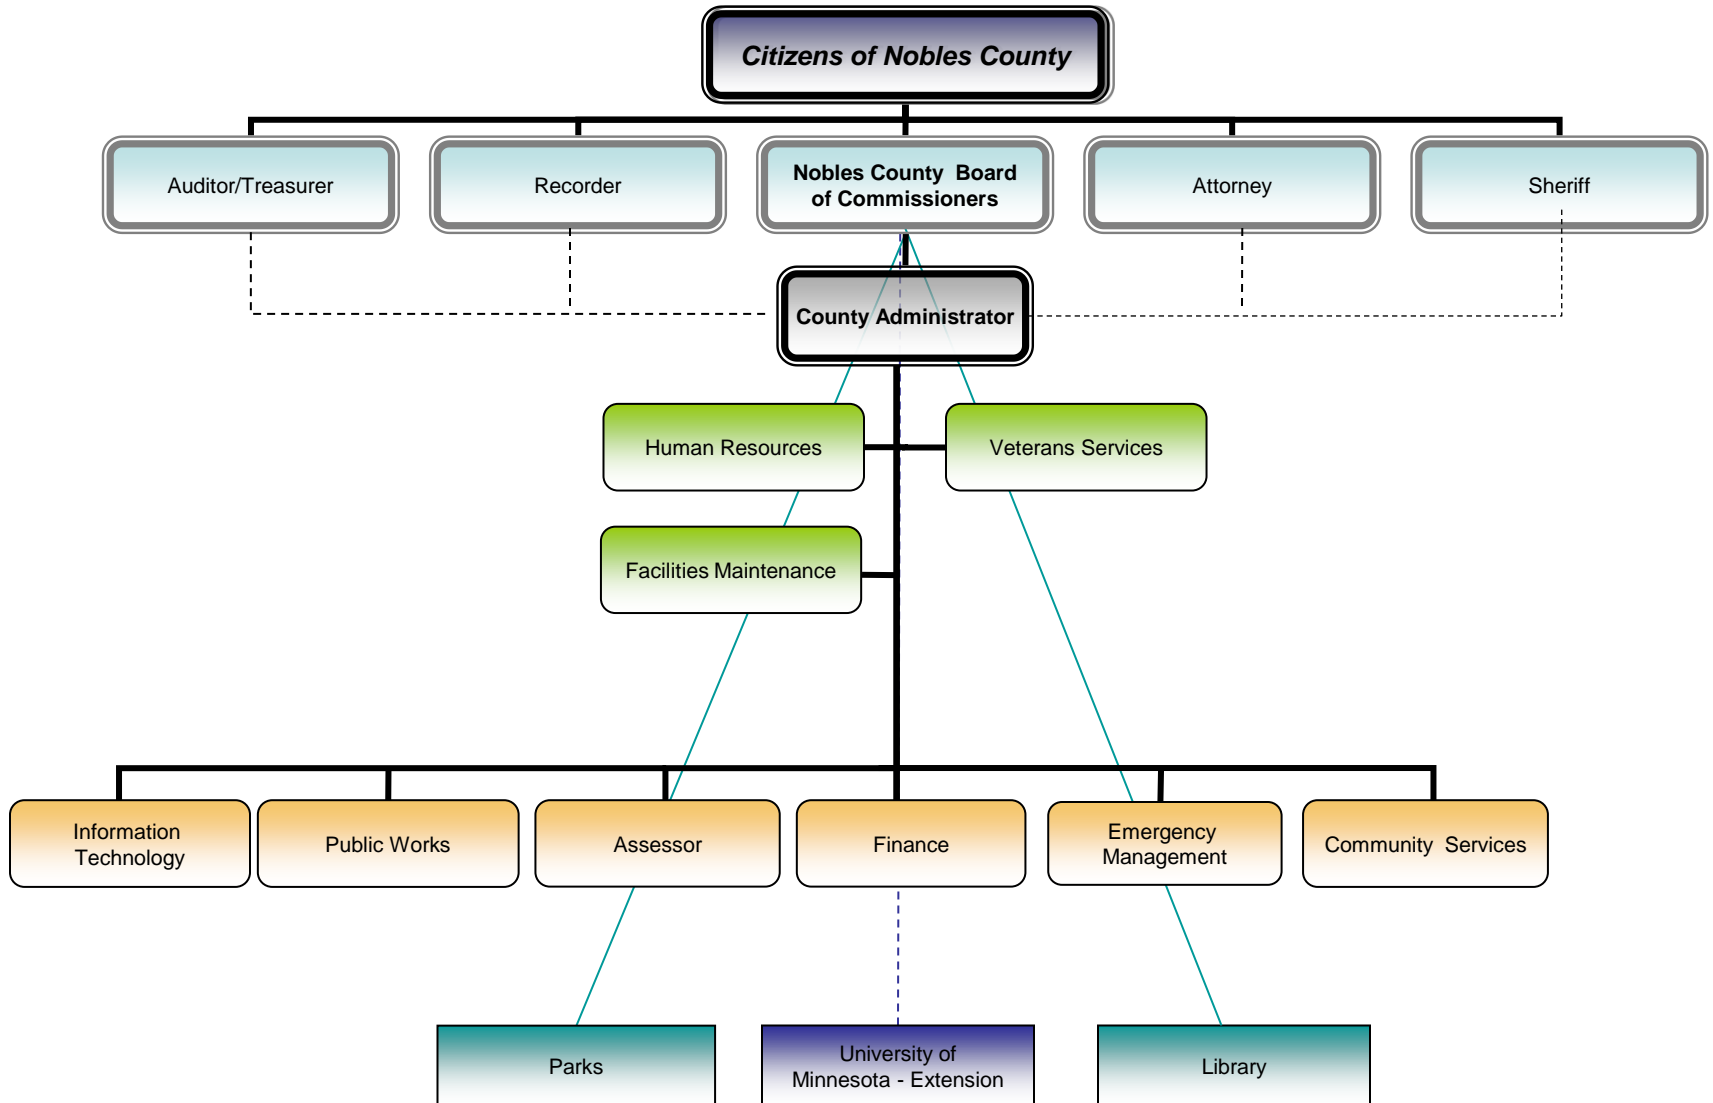 Citizens of Nobles County
Auditor/Treasurer
Recorder
Nobles County  Board
of Commissioners
Attorney
Sheriff
County Administrator
Human Resources
Veterans Services
Facilities Maintenance
Information
Technology
Public Works
Assessor
Finance
Emergency
Management
Community  Services
Parks
University of
Minnesota - Extension
Library